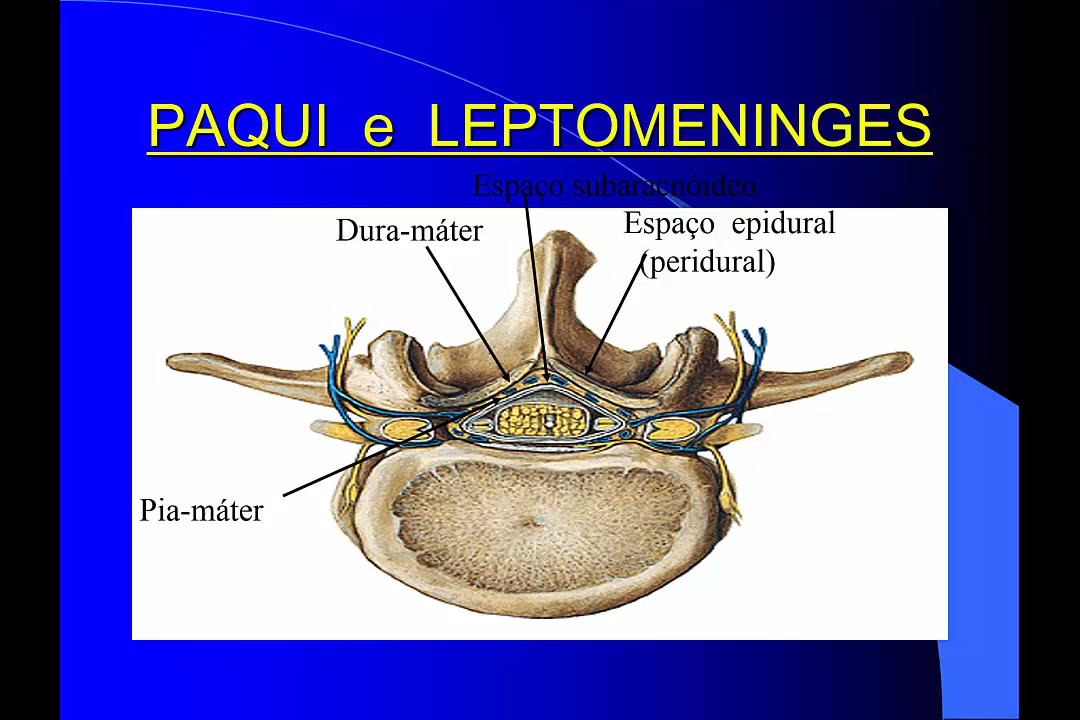 PAQUI e LEPTOMENINGES
Espaço subaracnóideo
Dura-máter
Espaço epidural
(peridural)
Pia-máter